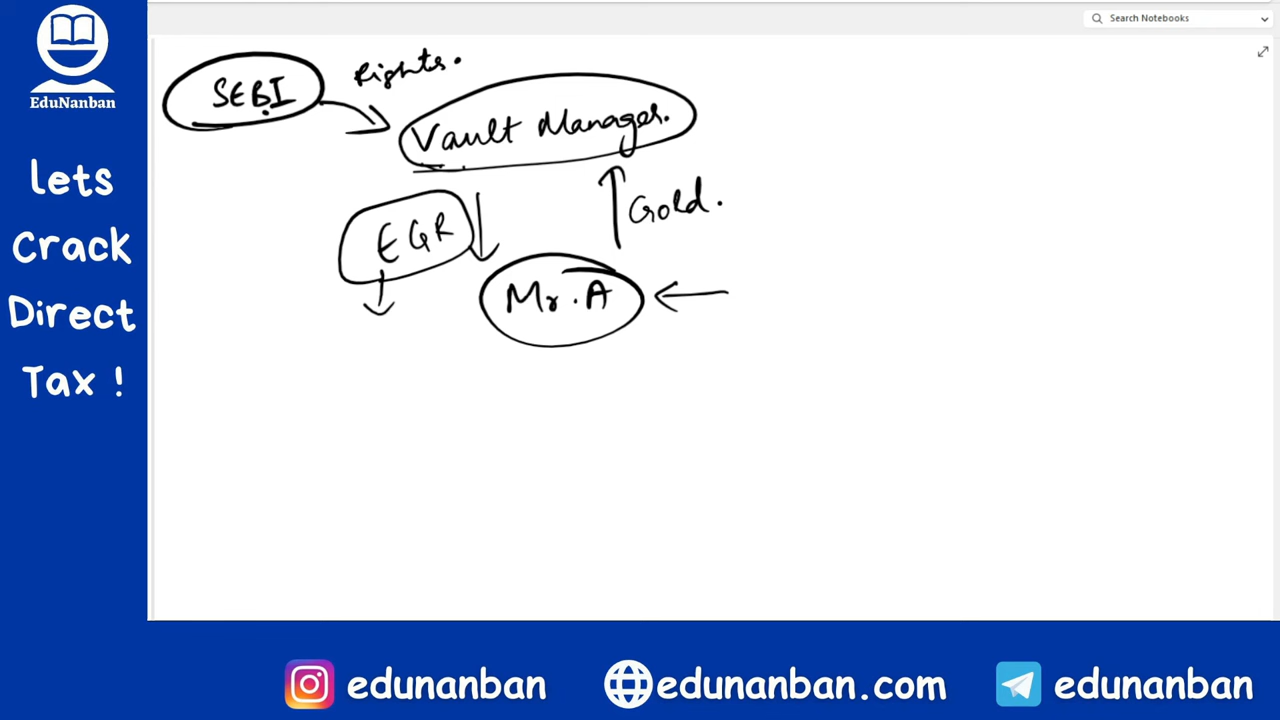 EduNanban
Lets
Crack
Direct
Tax !
Search Notebooks
SEBI
Rights.
Vault Manager.
EGR
Gold.
Mr. A
edunanban
edunanban.com
edunanban